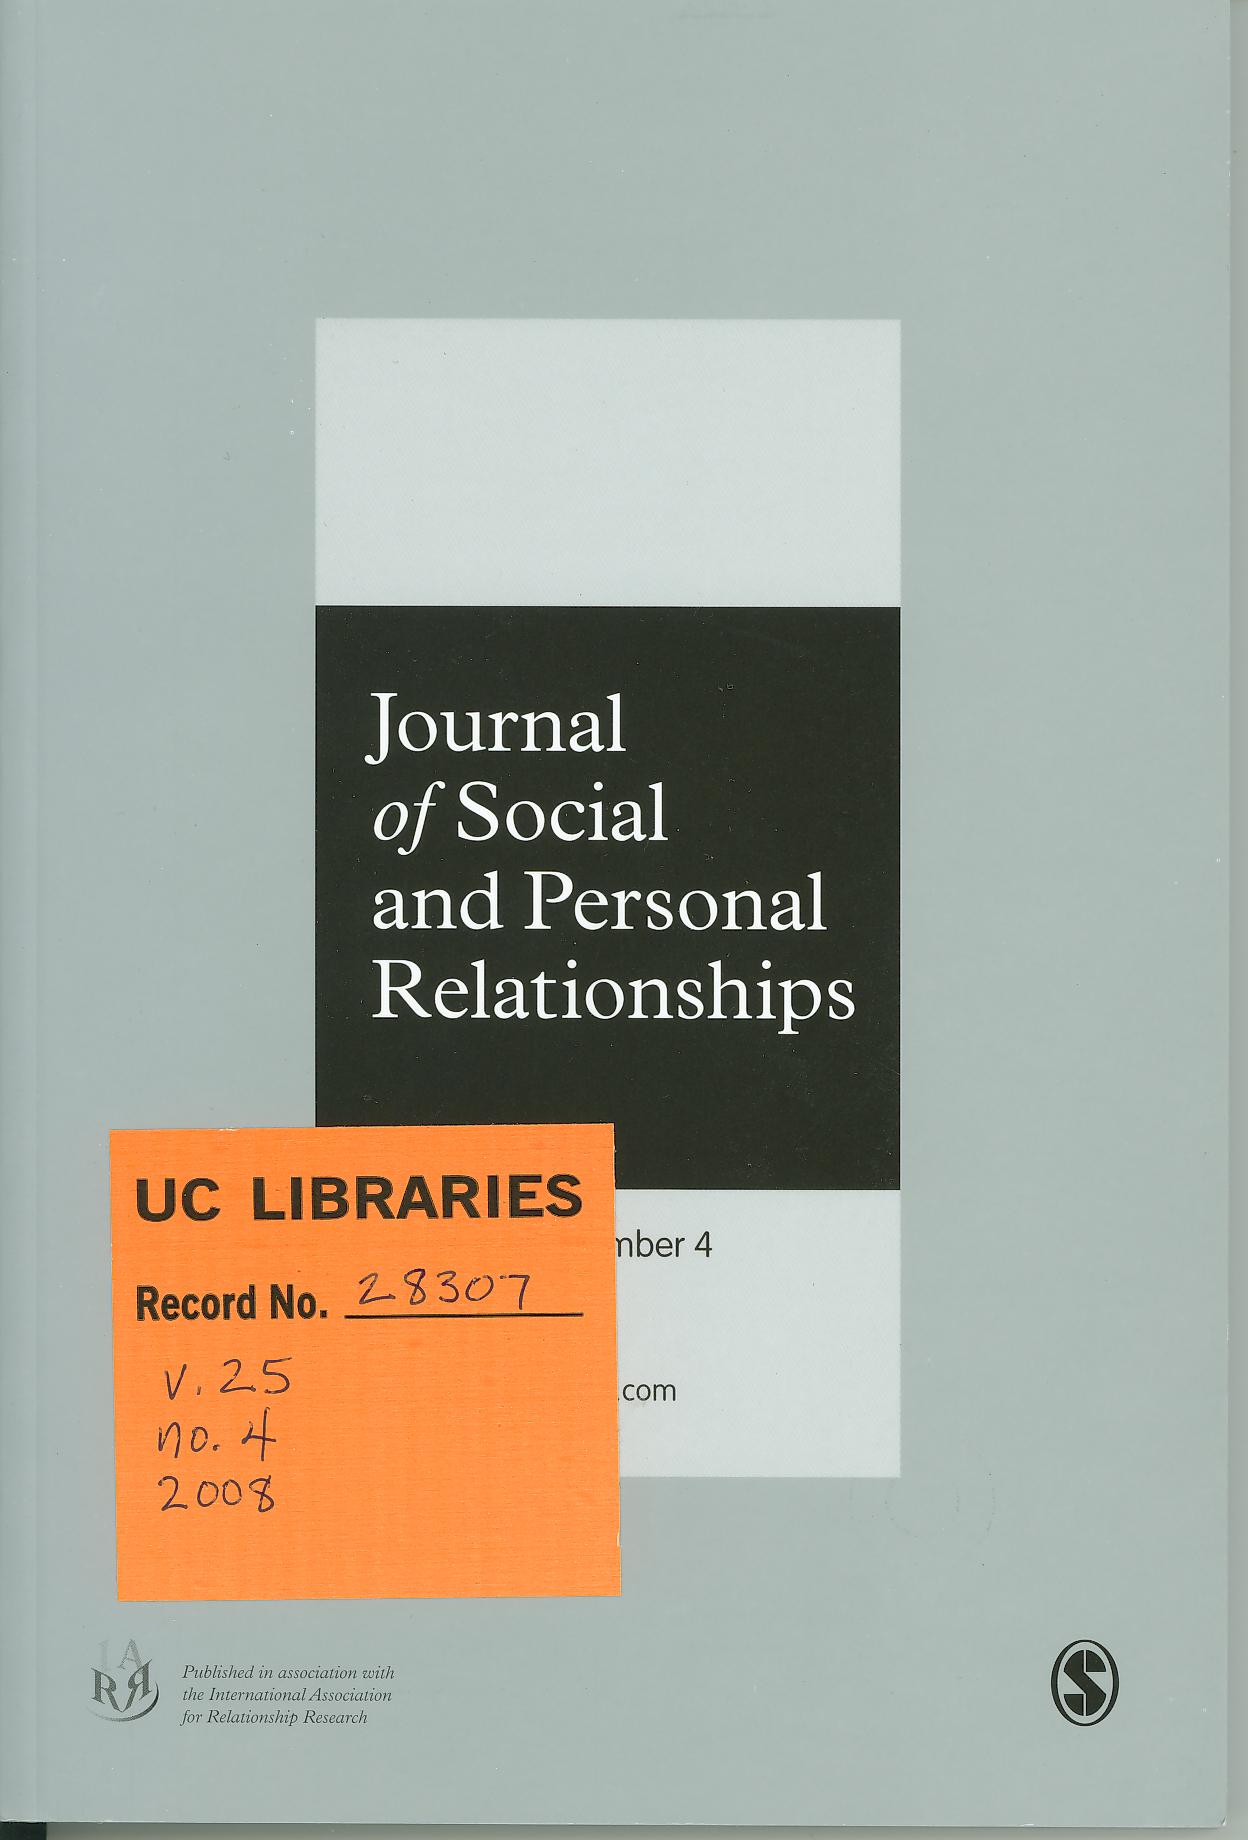 Journal
of Social
and Personal
Relationships
UC LIBRARIES
Record No. 28307
v. 25
no. 4
2008
mber 4
.com
IARR
Published in association with
the International Association
for Relationship Research
S